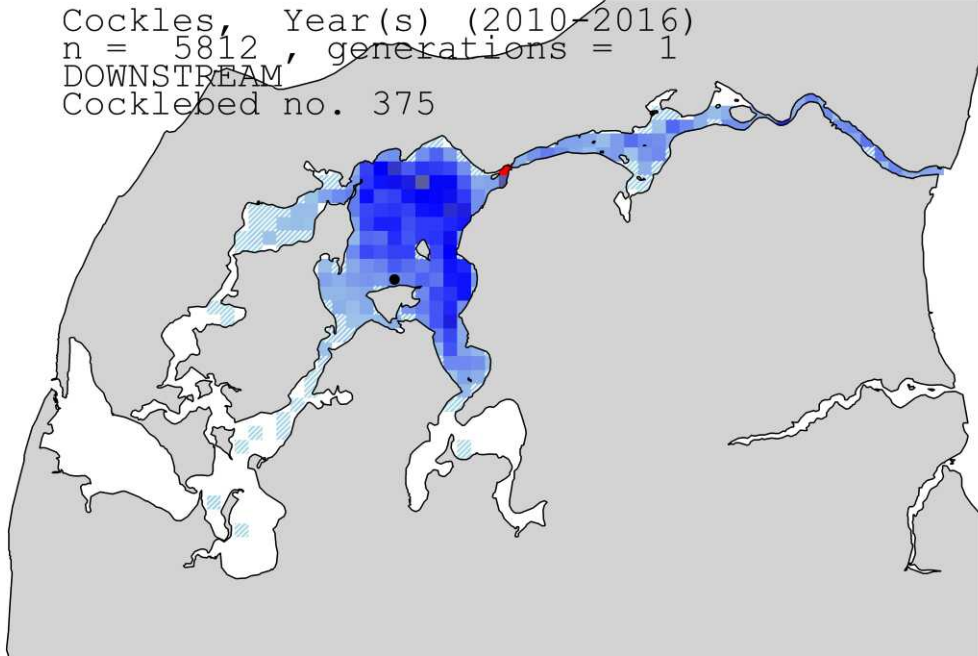 Cockles, Year(s) (2010-2016)
n = 5812 , generations = 1
DOWNSTREAM
Cocklebed no. 375